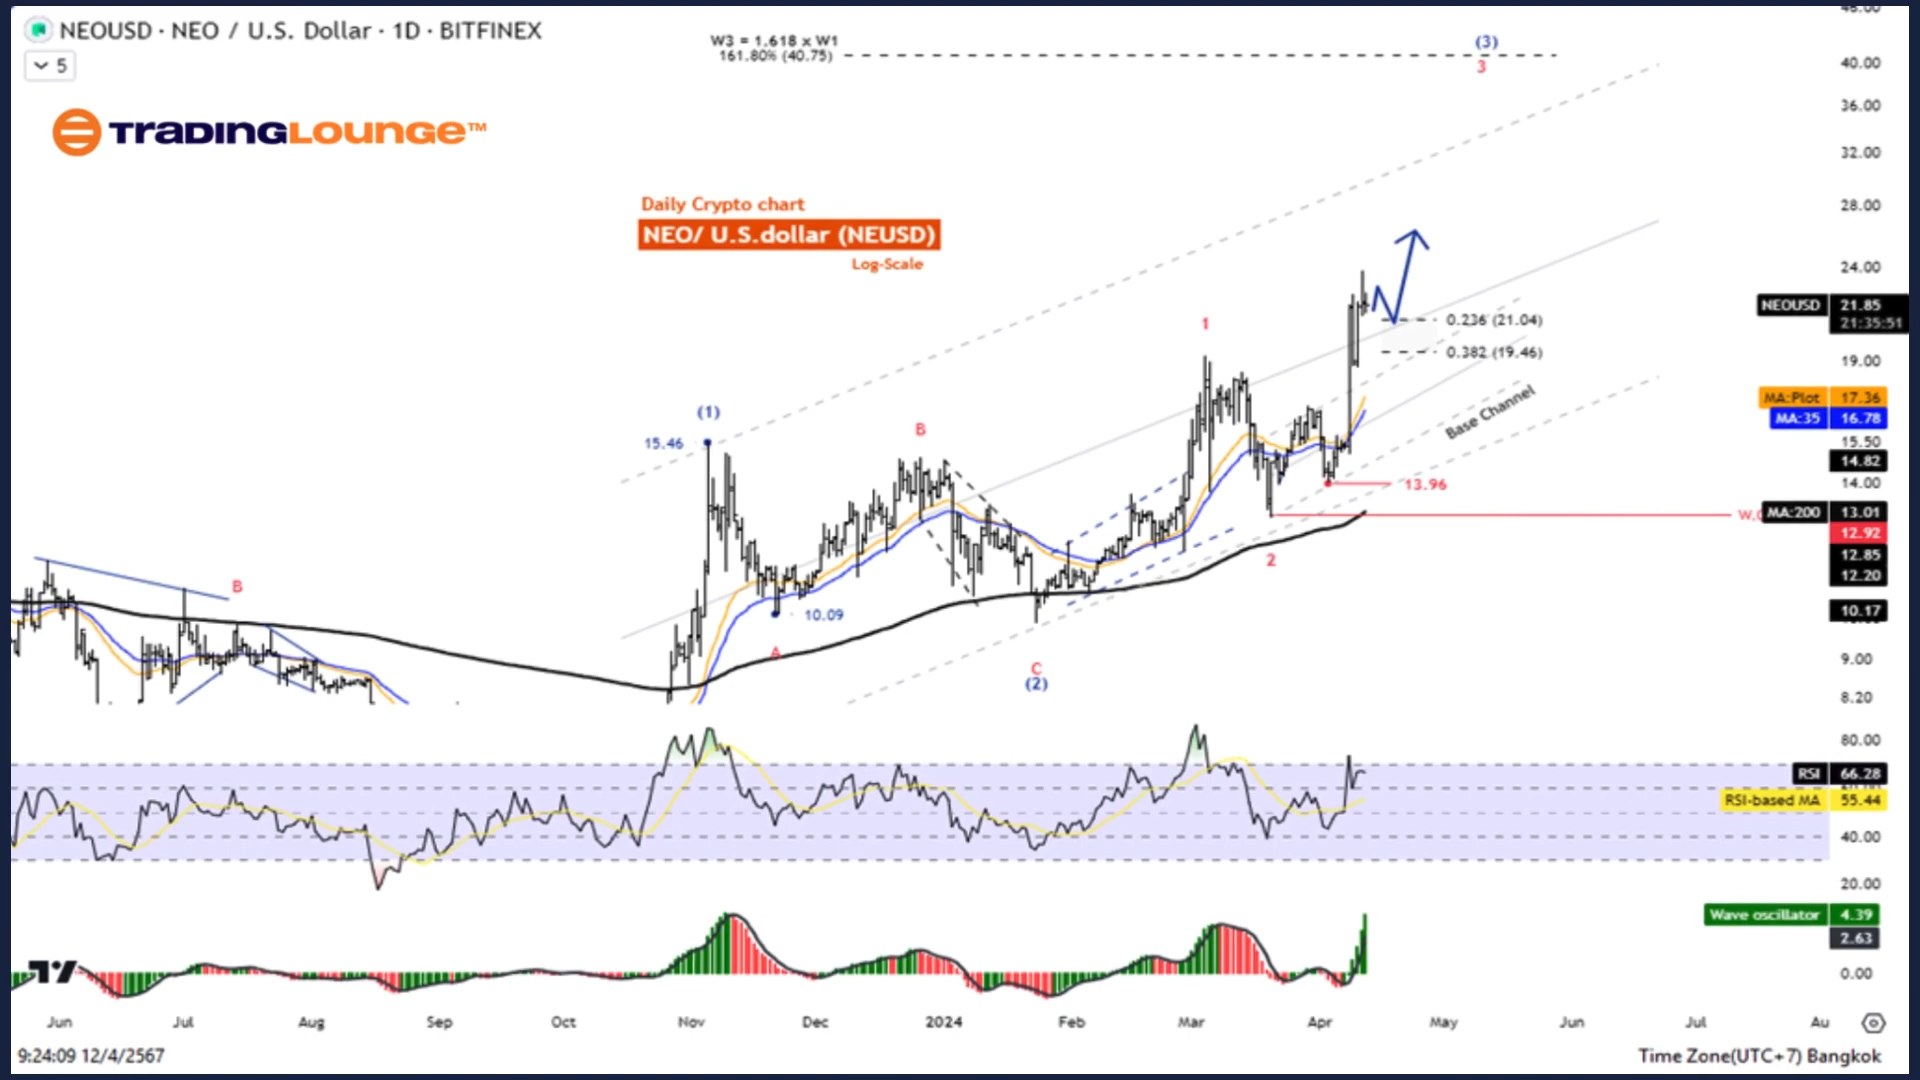 NEOUSD · NEO / U.S. Dollar · 1D · BITFINEX
5
TRADINGLOUNGE™
W3 = 1.618 x W1
161.80% (40.75)
(3)
3
Daily Crypto chart
NEO/ U.S.dollar (NEUSD)
Log-Scale
40.00
36.00
32.00
28.00
24.00
NEOUSD 21.85
21:35:51
19.00
MA:Plot 17.36
MA:35 16.78
15.50
14.82
14.00
MA:200 13.01
12.92
12.85
12.20
10.17
9.00
8.20
1
0.236 (21.04)
0.382 (19.46)
Base Channel
(1)
15.46
B
13.96
2
10.09
A
C
(2)
B
80.00
RSI 66.28
RSI-based MA 55.44
40.00
20.00
Wave oscillator 4.39
2.63
0.00
Jun Jul Aug Sep Oct Nov Dec 2024 Feb Mar Apr May Jun Jul Au
9:24:09 12/4/2567
Time Zone(UTC+7) Bangkok